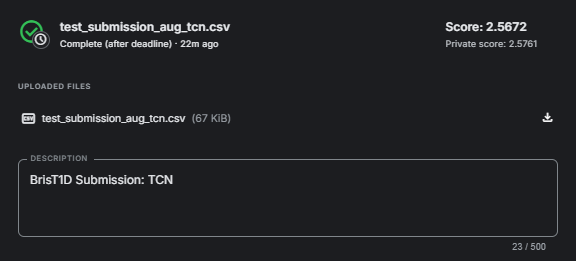 test_submission_aug_tcn.csv
Score: 2.5672
Complete (after deadline) · 22m ago
Private score: 2.5761
UPLOADED FILES
CSV test_submission_aug_tcn.csv (67 KiB)
DESCRIPTION
BrisT1D Submission: TCN
23 / 500